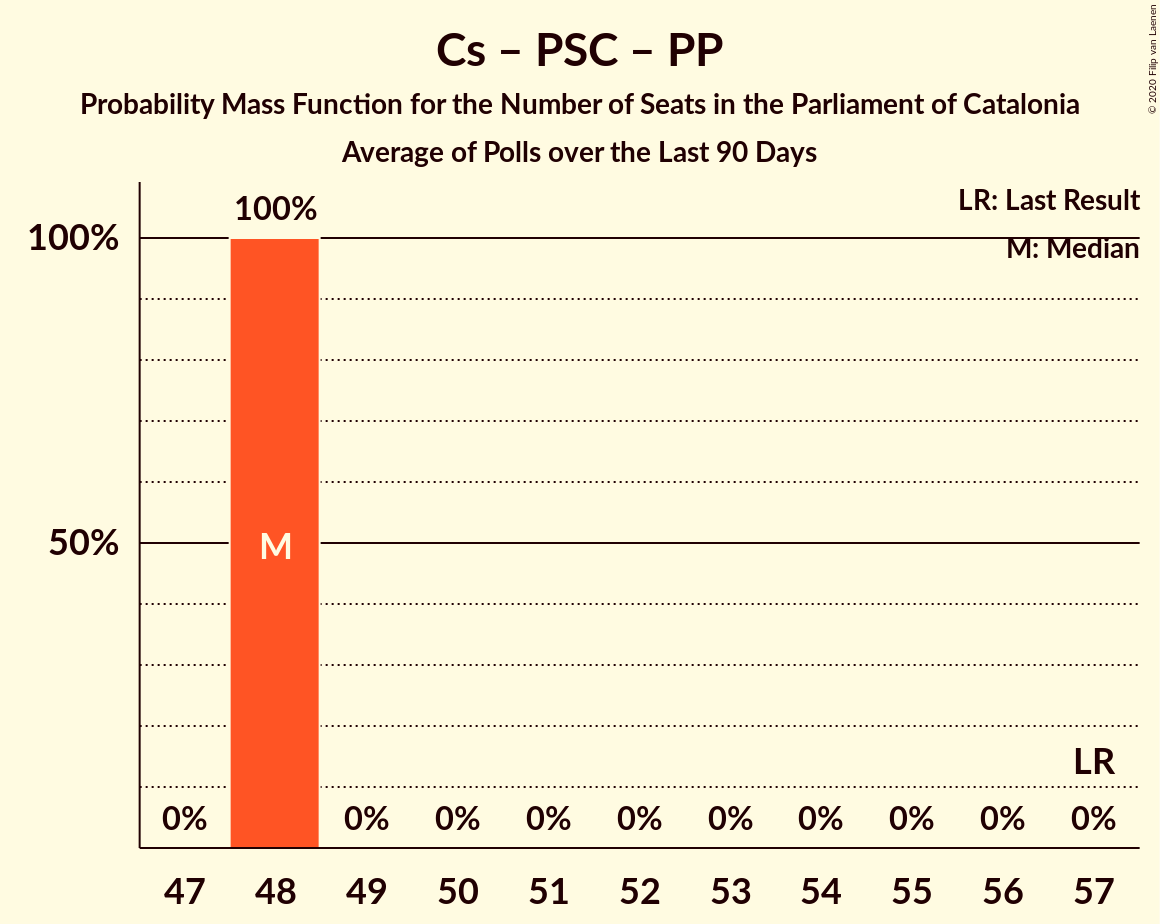 Cs – PSC – PP
Probability Mass Function for the Number of Seats in the Parliament of Catalonia
Average of Polls over the Last 90 Days
© 2020 Filip van Laenen
LR: Last Result
M: Median
100%
100%
50%
M
LR
0% 0% 0% 0% 0% 0% 0% 0% 0% 0%
47 48 49 50 51 52 53 54 55 56 57